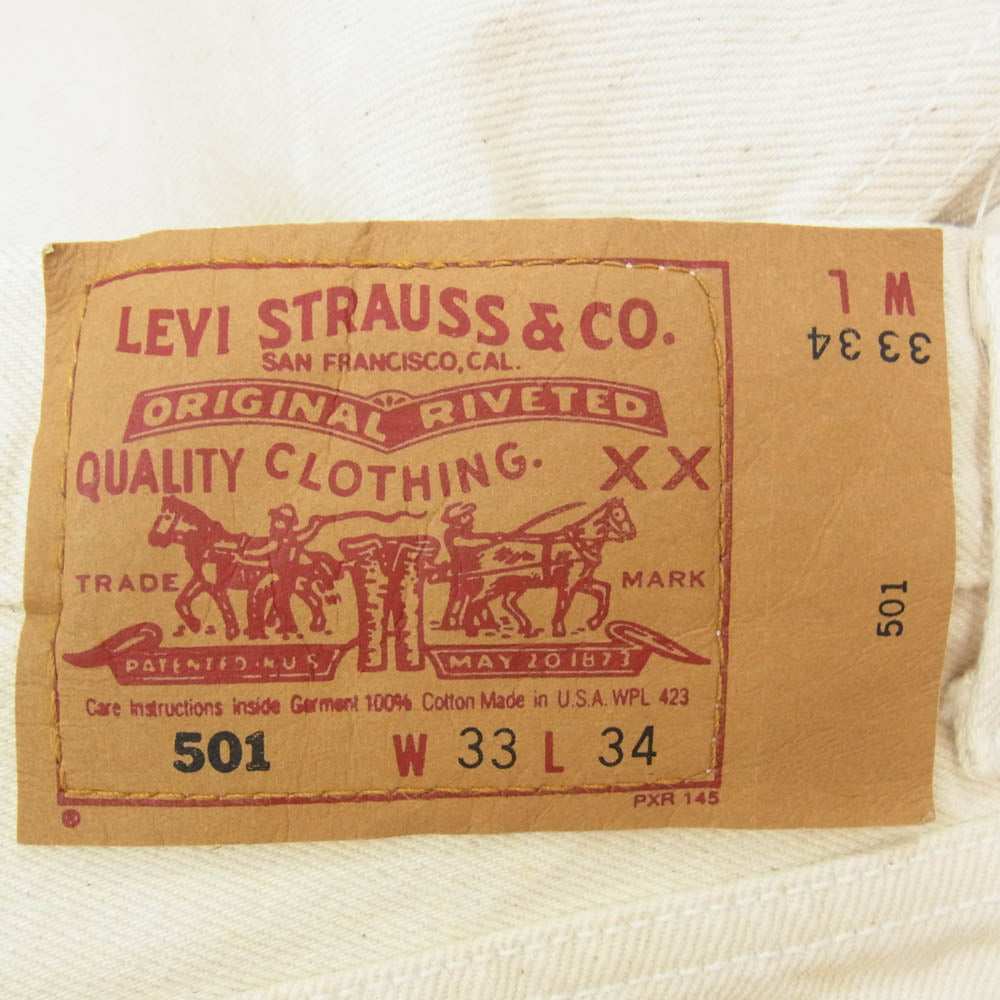 LEVI STRAUSS & CO.
SAN FRANCISCO, CAL.
ORIGINAL RIVETED
QUALITY CLOTHING. XX
TRADE MARK
PATENTED IN U S MAY 20 1873
Care Instructions Inside Garment 100% Cotton Made in U.S.A. WPL 423
501 W 33 L 34
PXR 145
W L
33 34
501